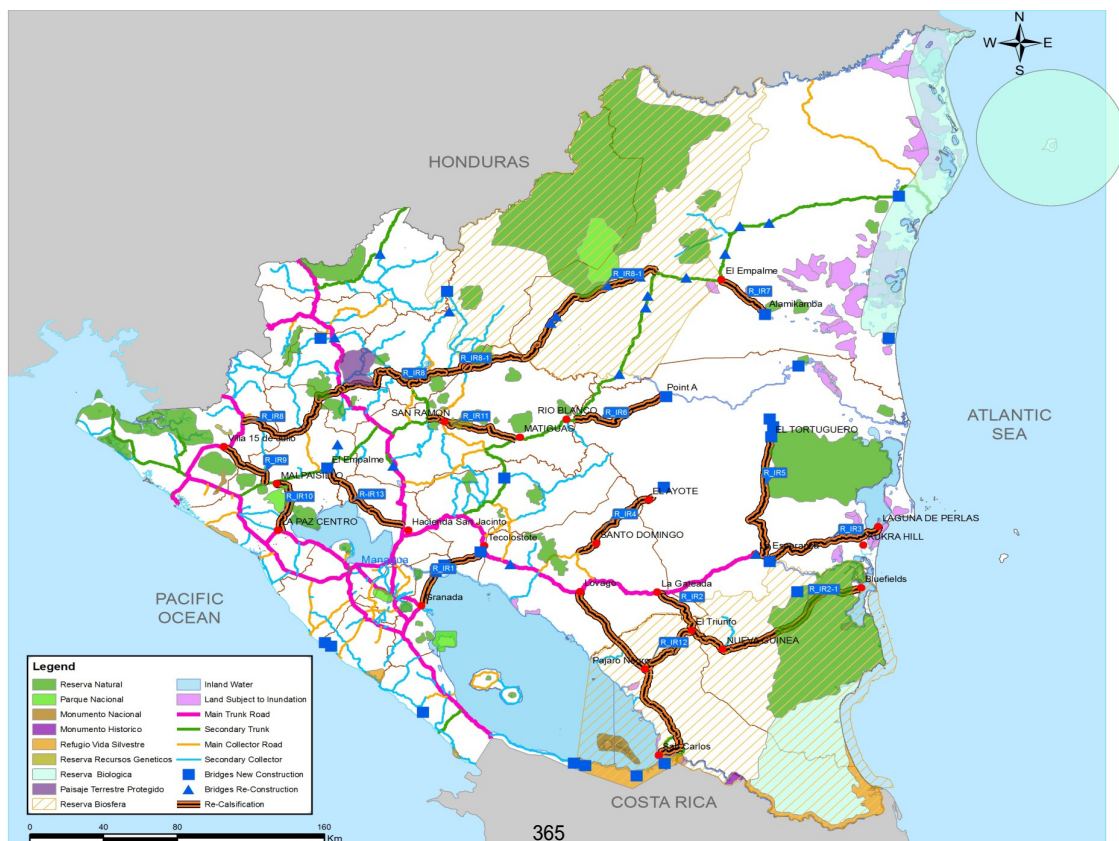 N
W E
S
HONDURAS
R_IR8-1
El Empalme
R_IR7
Alamikamba
R_IR8-1
R_IR8
Point A
SAN RAMON
R_IR11
RIO BLANCO
R_IR6
ATLANTIC
SEA
R_IR8
MATIGUAS
EL TORTUGUERO
Villa 15 de Julio
R_IR9
El Empalme
R_IR5
MALPAISILLO
R_IR10
R-IR13
EL AYOTE
R_IR4
LA PAZ CENTRO
Hacienda San Jacinto
LAGUNA DE PERLAS
R_IR3
Tecolostote
SANTO DOMINGO
KUKRA HILL
La Esperanza
Managua
R_IR1
Bluefields
Lovago
La Gateada
R_IR2
R_IR2-1
PACIFIC
OCEAN
Granada
El Triunfo
R_IR12
NUEVA GUINEA
Pajaro Negro
San Carlos
COSTA RICA
Legend
Reserva Natural
Parque Nacional
Monumento Nacional
Monumento Historico
Refugio Vida Silvestre
Reserva Recursos Geneticos
Reserva Biologica
Paisaje Terrestre Protegido
Reserva Biosfera
Inland Water
Land Subject to Inundation
Main Trunk Road
Secondary Trunk
Main Collector Road
Secondary Collector
Bridges New Construction
Bridges Re-Construction
Re-Calsification
0 40 80 160
Km
365